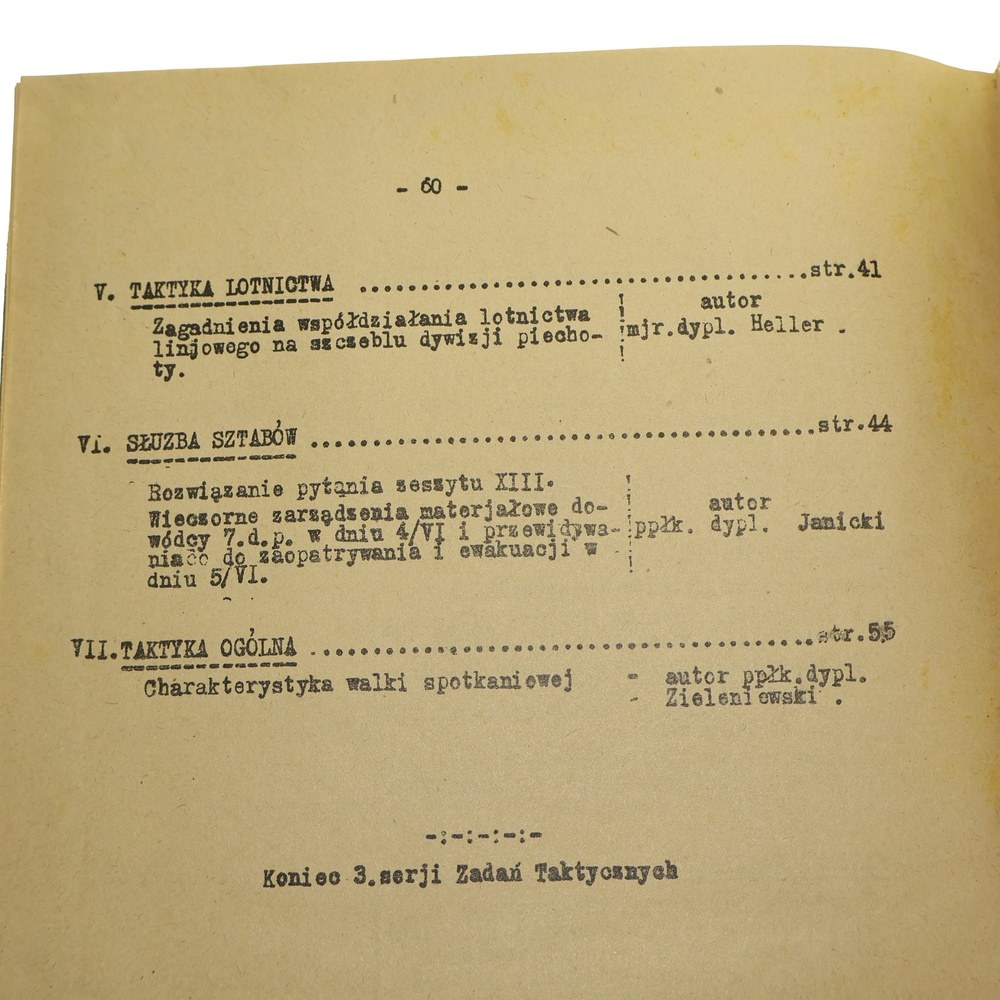 - 60 -
V. TAKTYKA LOTNICTWA ........................................str.41
Zagadnienia współdziałania lotnictwa ! autor
linjowego na szczeblu dywizji piecho- ! mjr.dypl. Heller .
ty.
VI. SŁUZBA SZTABÓW ........................................str.44
Rozwiązanie pytania zeszytu XIII.
Wieczorne zarządzenia materjałowe do- ! autor
wódcy 7.d.p. w dniu 4/VI i przewidywa- ! ppłk. dypl. Janicki
niaco do zaopatrywania i ewakuacji w
dniu 5/VI.
VII. TAKTYKA OGÓLNA ........................................str.55
Charakterystyka walki spotkaniowej - autor ppłk.dypl.
- Zieleniewski .
-:-:-:-:-
Koniec 3.serji Zadań Taktycznych